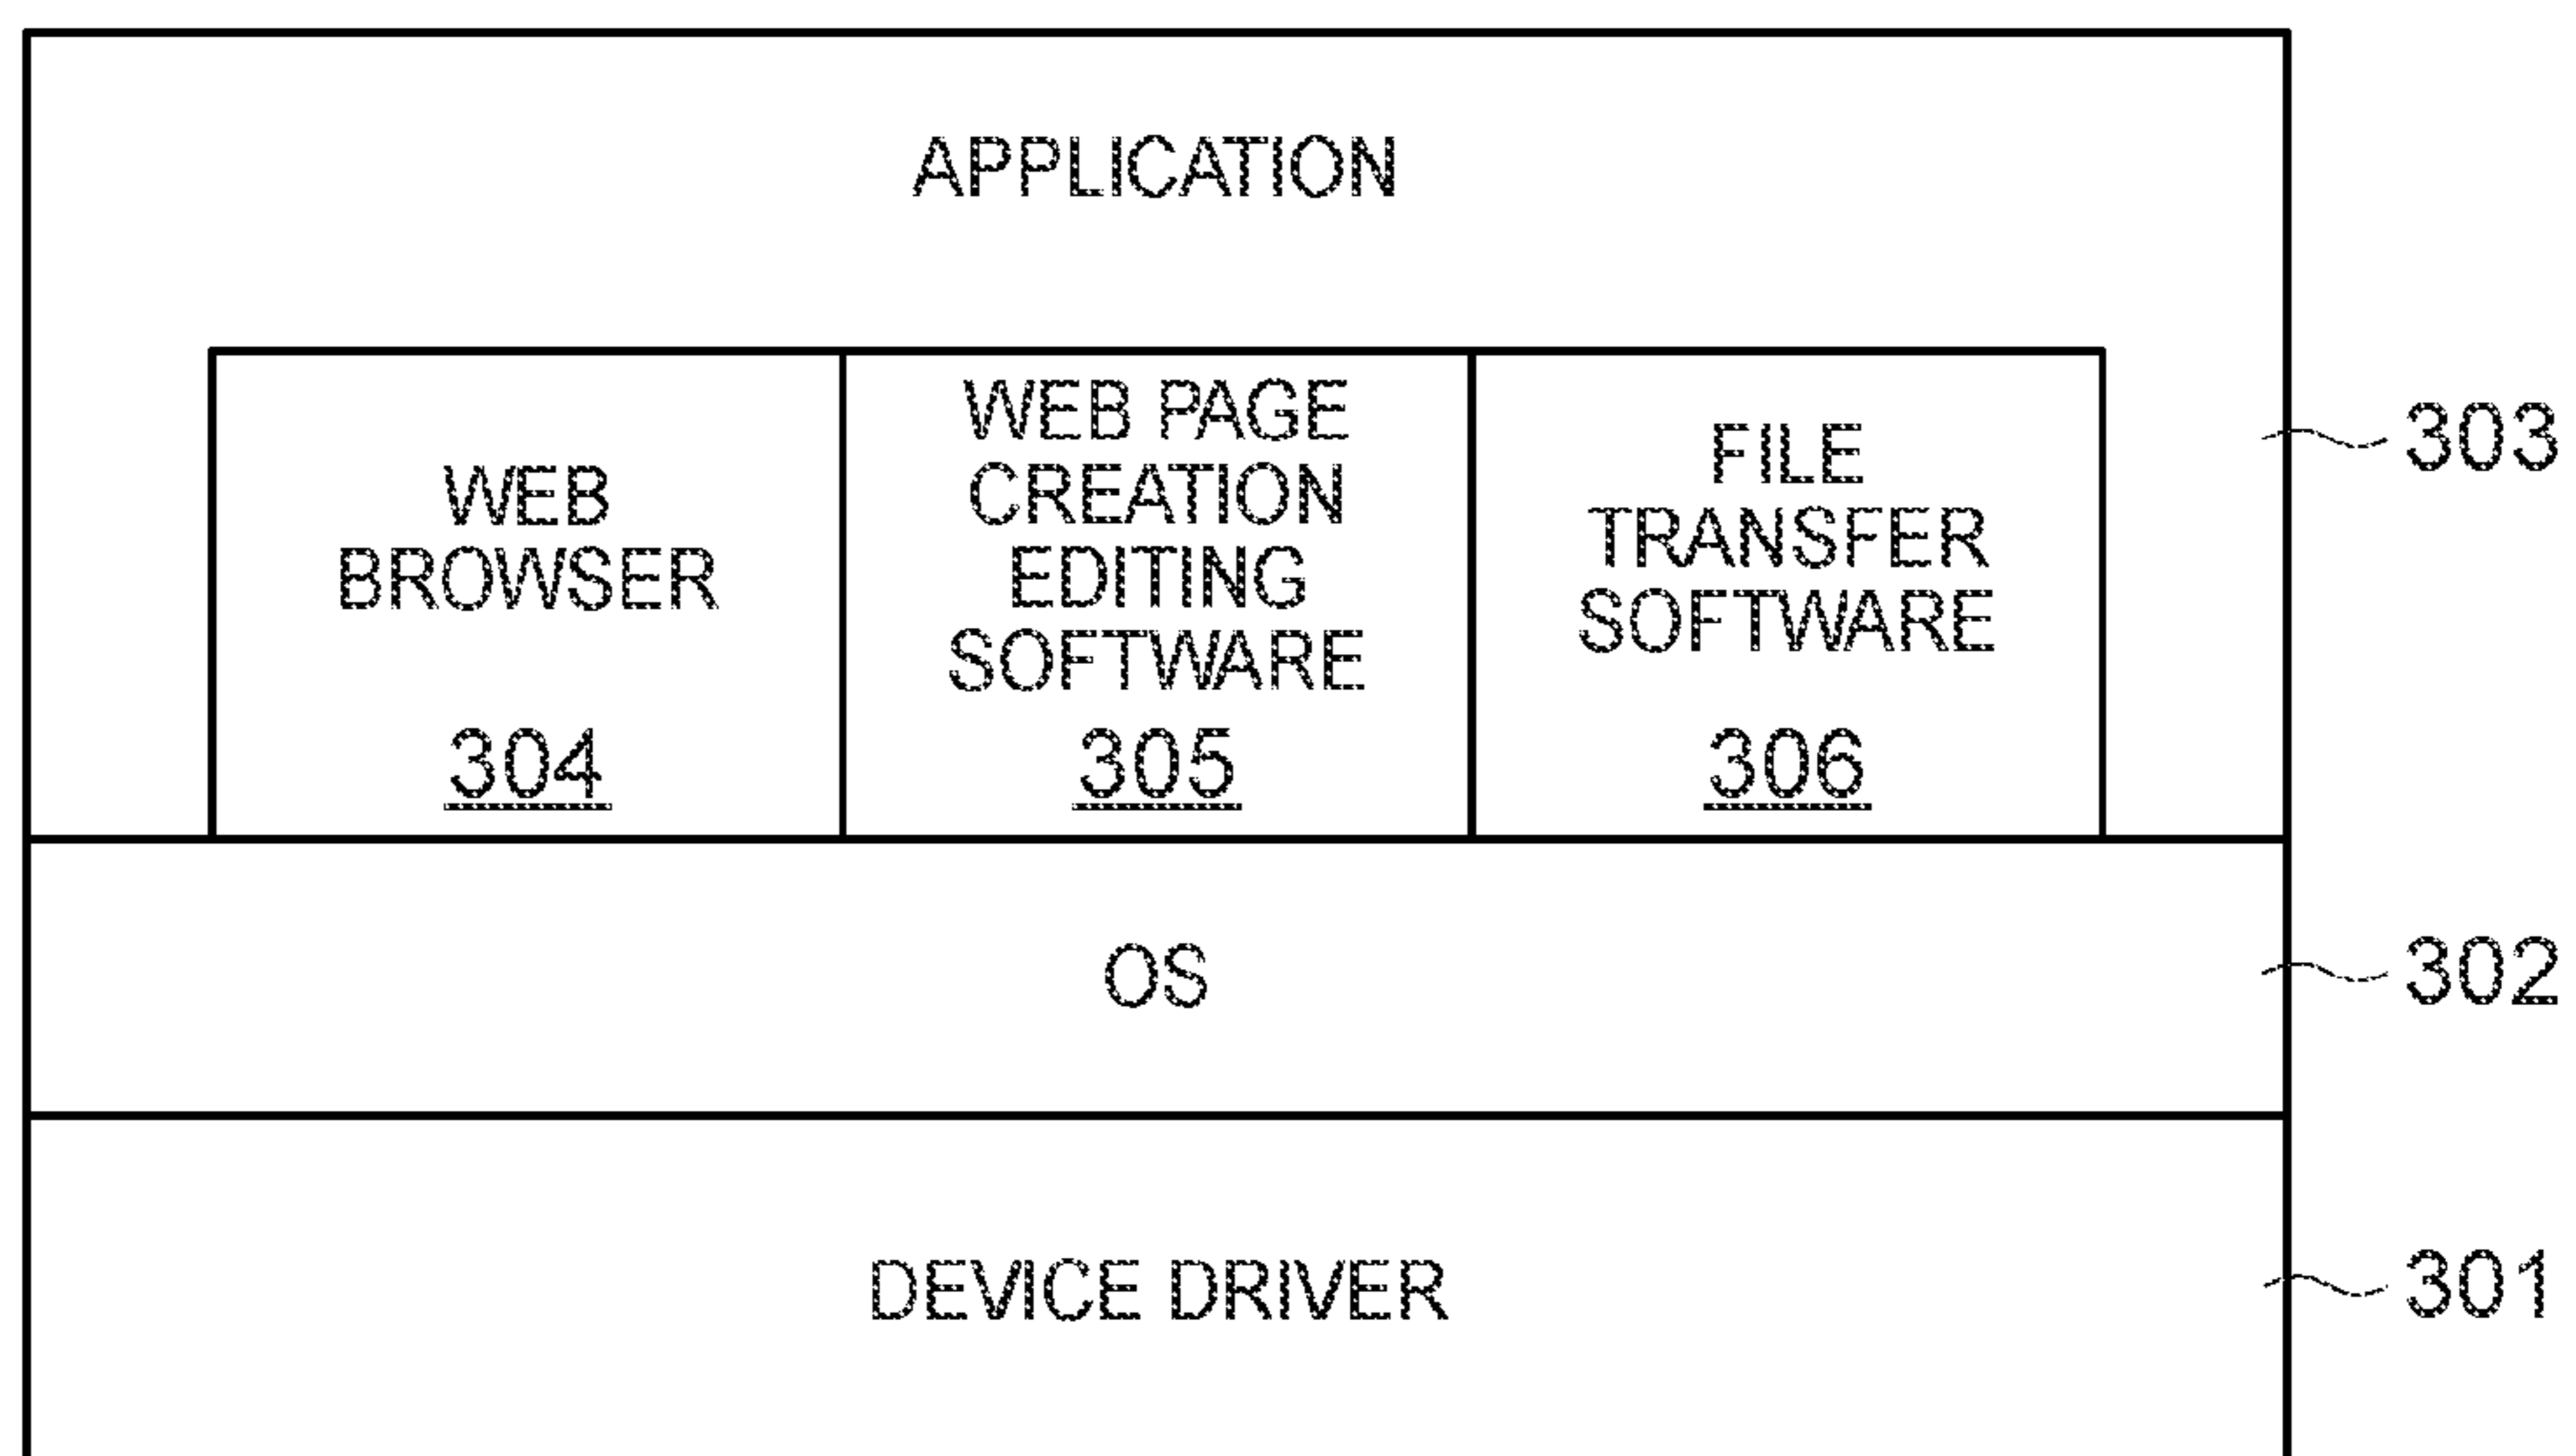 APPLICATION
WEB
BROWSER
304
WEB PAGE
CREATION
EDITING
SOFTWARE
305
FILE
TRANSFER
SOFTWARE
306
303
OS
302
DEVICE DRIVER
301